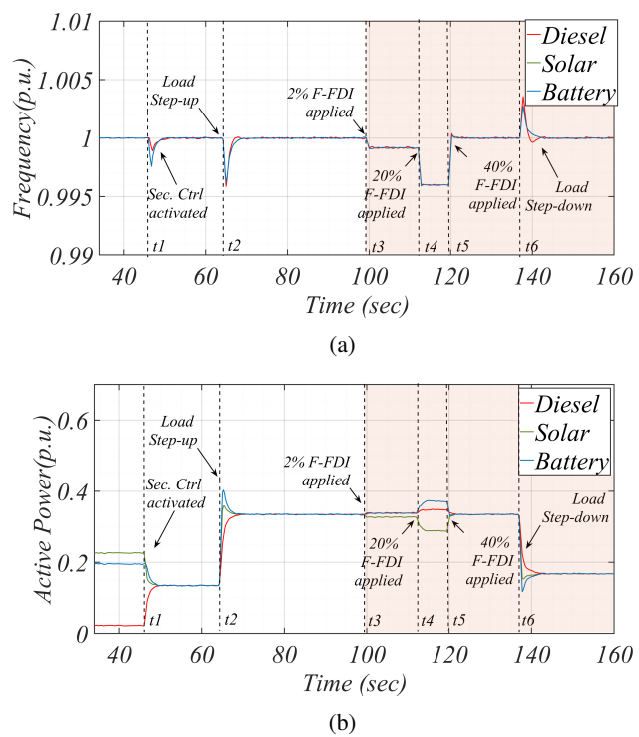 1.01
1.005
1
0.995
0.99
Frequency(p.u.)
Diesel
Solar
Battery
Load
Step-up
2% F-FDI
applied
Sec. Ctrl
activated
20%
F-FDI
applied
40%
F-FDI
applied
Load
Step-down
t1
t2
t3
t4
t5
t6
40
60
80
100
120
140
160
Time (sec)
(a)
0.6
0.4
0.2
0
Active Power(p.u.)
Diesel
Solar
Battery
Load
Step-up
2% F-FDI
applied
Sec. Ctrl
activated
20%
F-FDI
applied
40%
F-FDI
applied
Load
Step-down
t1
t2
t3
t4
t5
t6
40
60
80
100
120
140
160
Time (sec)
(b)